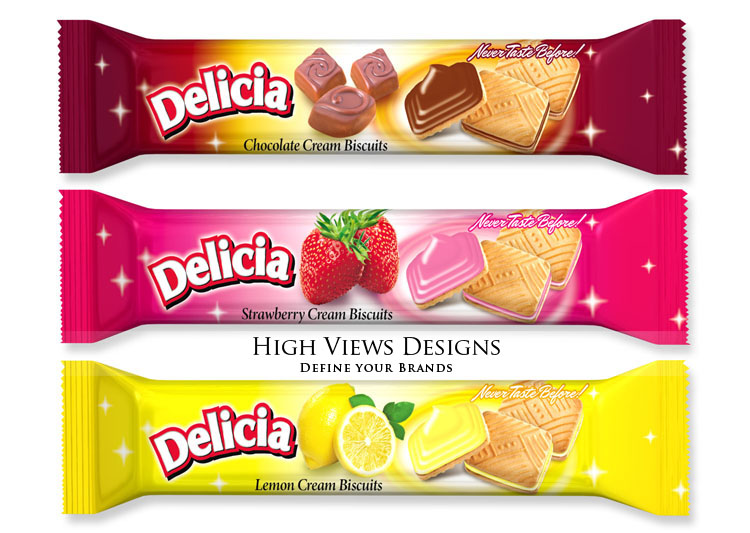 Never Taste Before!
Delicia
Chocolate Cream Biscuits
Never Taste Before!
Delicia
Strawberry Cream Biscuits
High Views Designs
Define your Brands
Never Taste Before!
Delicia
Lemon Cream Biscuits